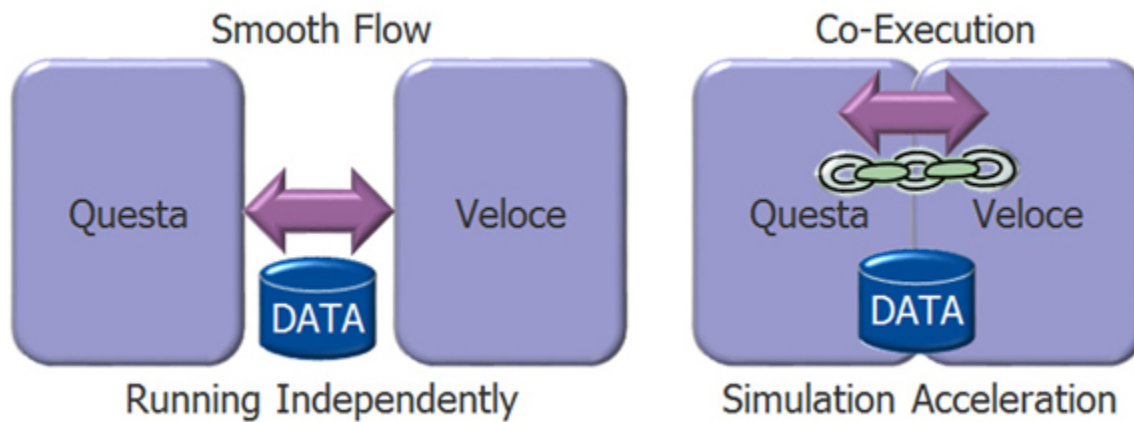 Smooth Flow
Questa
Veloce
DATA
Running Independently
Co-Execution
Questa
Veloce
DATA
Simulation Acceleration